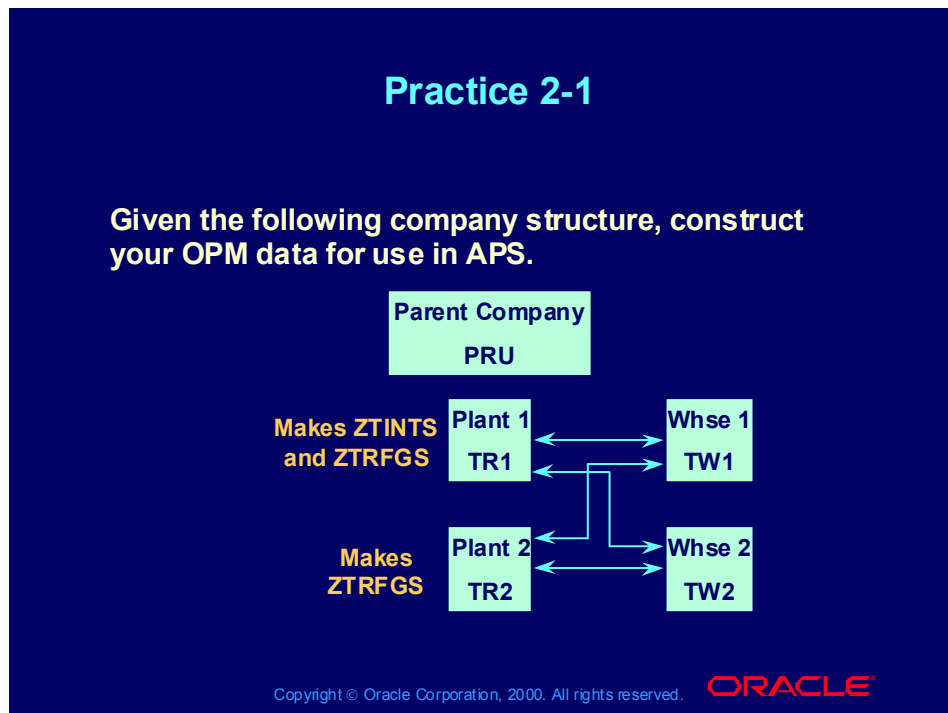 Practice 2-1
Given the following company structure, construct
your OPM data for use in APS.
Parent Company
PRU
Makes ZTINTS
and ZTRFGS
Plant 1
TR1
Whse 1
TW1
Makes
ZTRFGS
Plant 2
TR2
Whse 2
TW2
Copyright © Oracle Corporation, 2000. All rights reserved.
ORACLE